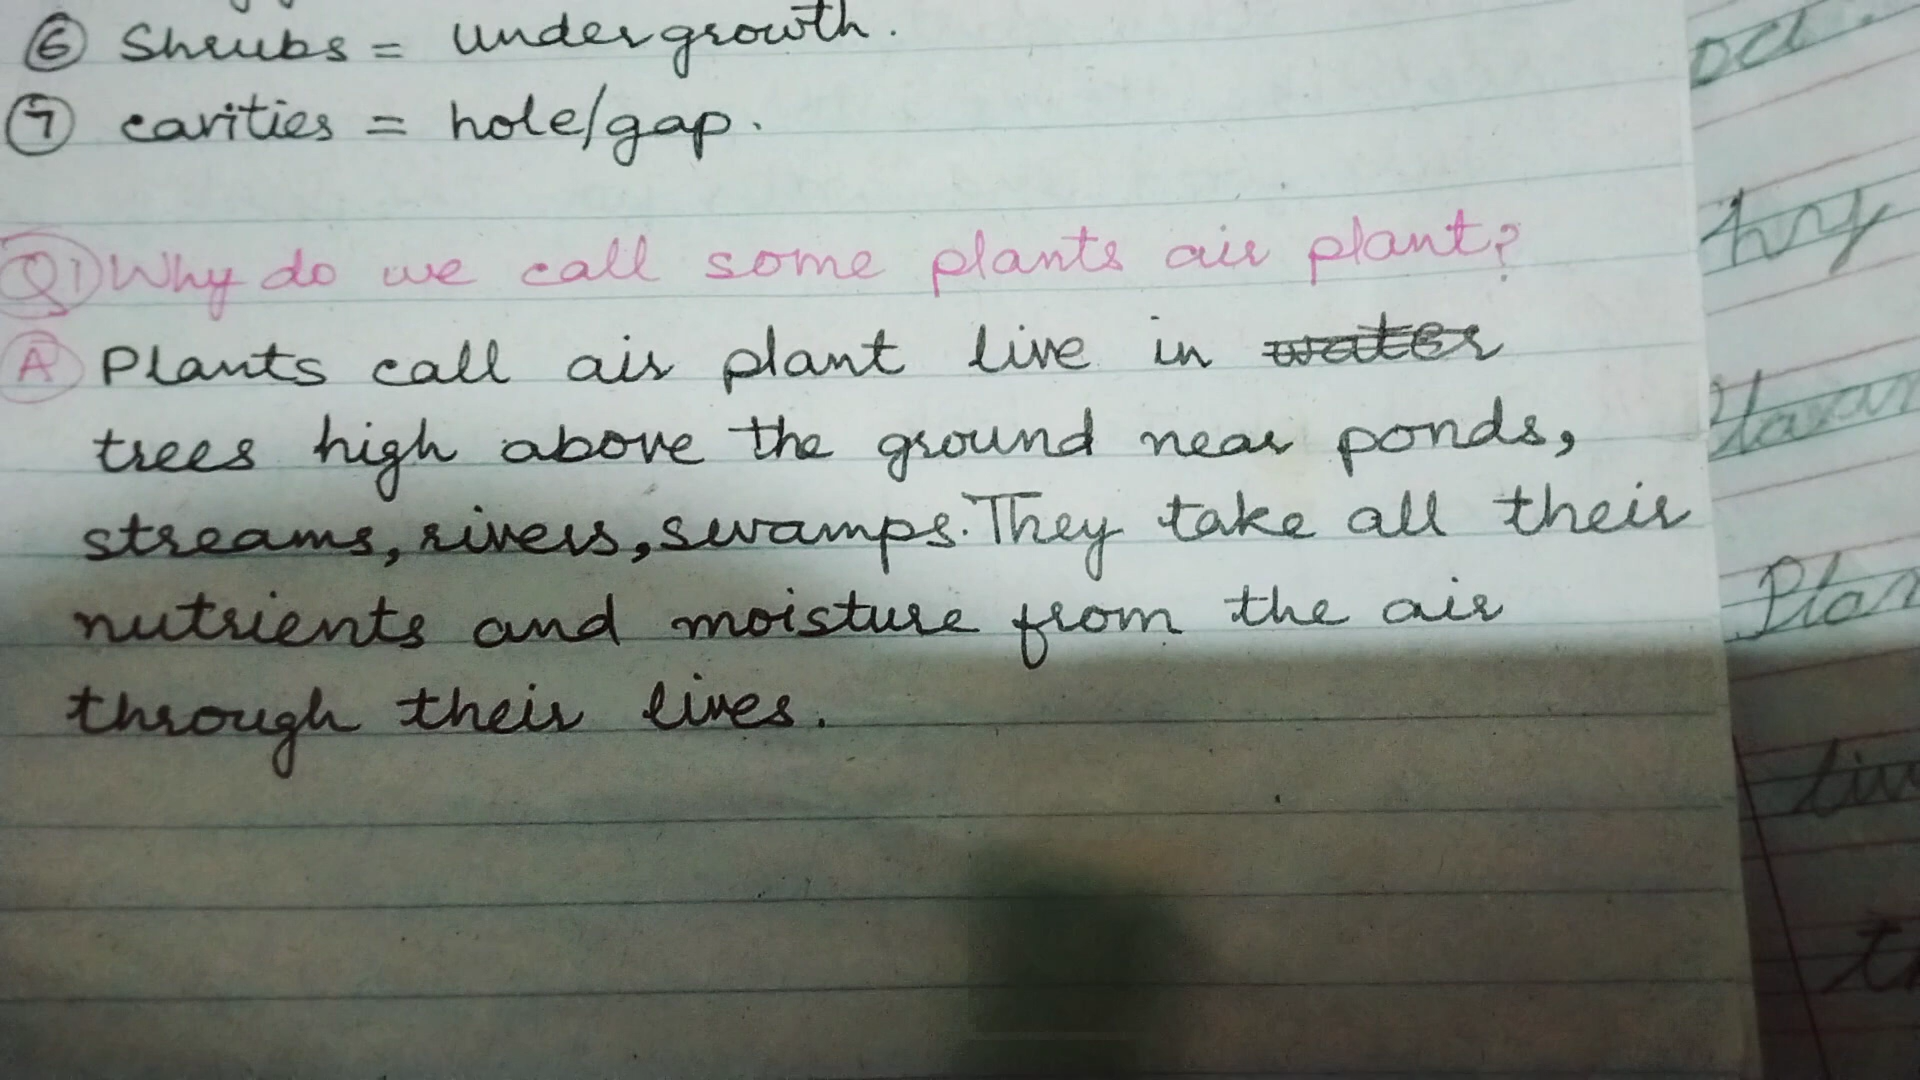 ⑥ Shrubs = undergrowth.
⑦ cavities = hole/gap.
Q1) Why do we call some plants air plant?
A Plants call air plant live in water
trees high above the ground near ponds,
streams, rivers, swamps. They take all their
nutrients and moisture from the air
through their lives.
Plan